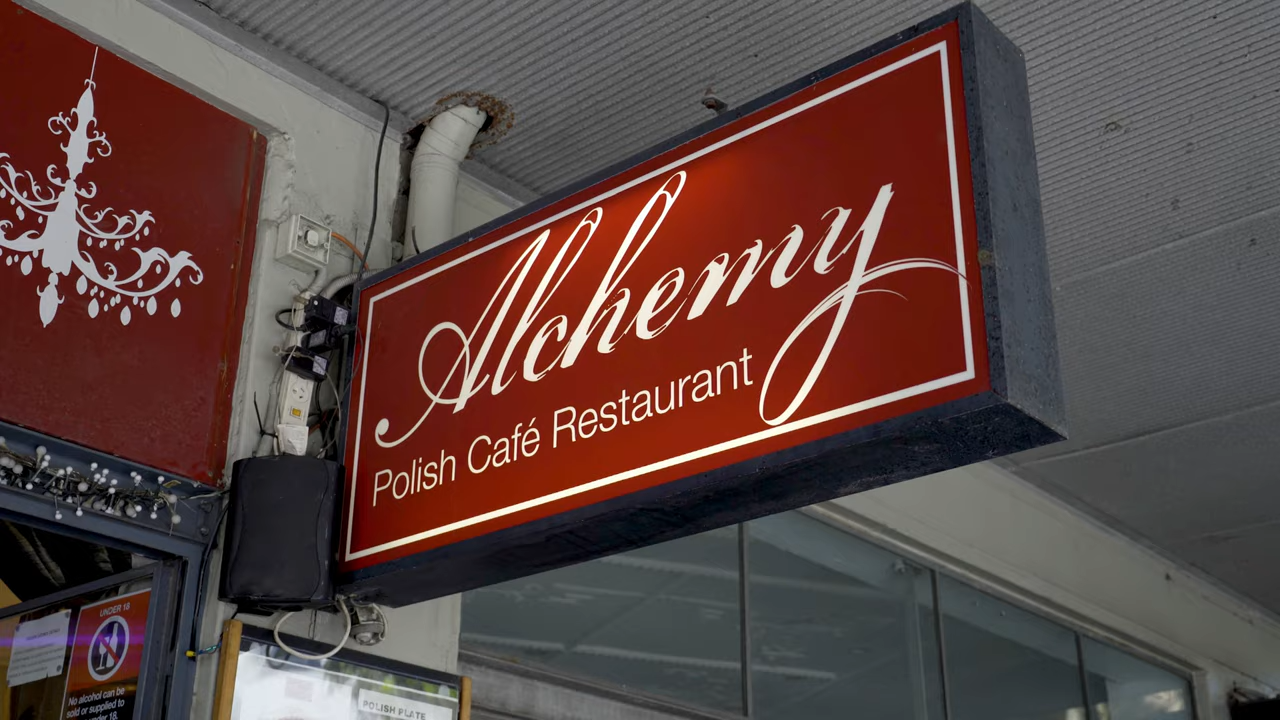 Alchemy
Polish Café Restaurant
UNDER 18
No alcohol can be
sold or supplied to
under 18.
POLISH PLATE